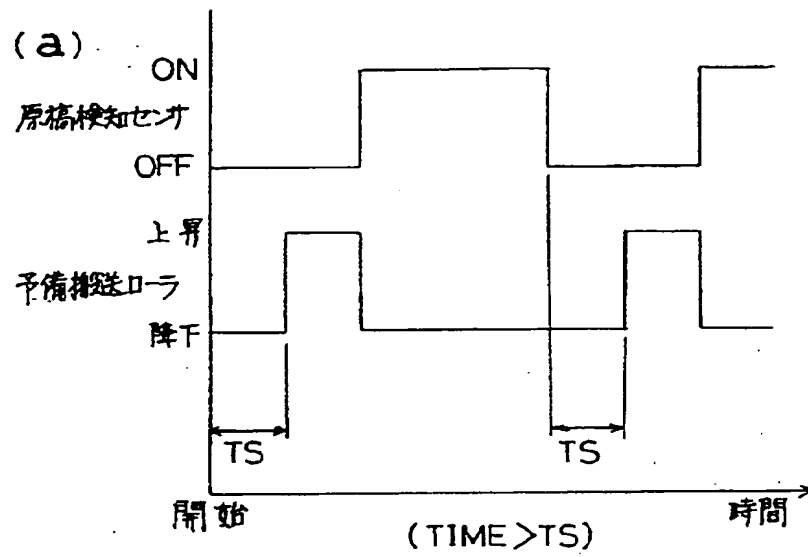 (a)
ON
原稿検知センサ
OFF
上昇
予備搬送ローラ
降下
TS
TS
開始
時間
(TIME>TS)